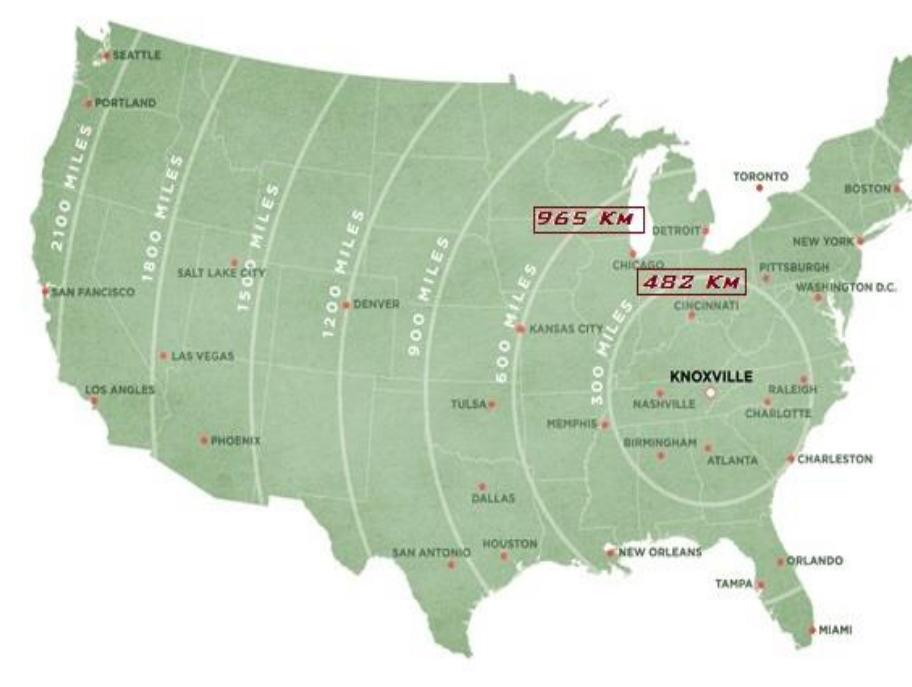 SEATTLE
PORTLAND
2100 MILES
1800 MILES
1500 MILES
1200 MILES
900 MILES
600 MILES
300 MILES
965 Km
482 Km
TORONTO
BOSTON
DETROIT
NEW YORK
CHICAGO
PITTSBURGH
WASHINGTON D.C.
SALT LAKE CITY
SAN FANCISCO
DENVER
CINCINNATI
KANSAS CITY
LAS VEGAS
KNOXVILLE
LOS ANGLES
RALEIGH
TULSA
NASHVILLE
CHARLOTTE
MEMPHIS
PHOENIX
BIRMINGHAM
ATLANTA
CHARLESTON
DALLAS
SAN ANTONIO
HOUSTON
NEW ORLEANS
ORLANDO
TAMPA
MIAMI